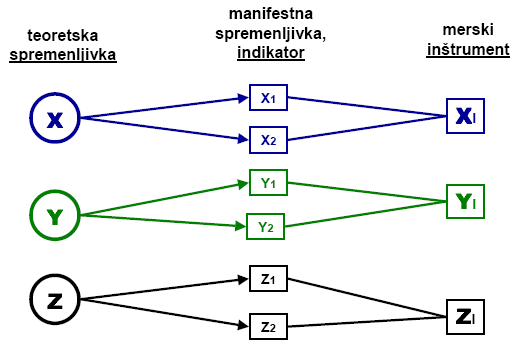 teoretska
spremenljivka
manifestna
spremenljivka,
indikator
merski
inštrument
X
X1
X2
XI
Y
Y1
Y2
YI
Z
Z1
Z2
ZI